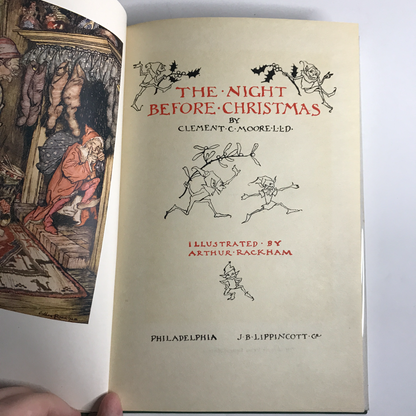 THE · NIGHT
BEFORE · CHRISTMAS
BY
CLEMENT · C · MOORE · LL.D.
ILLUSTRATED · BY
ARTHUR · RACKHAM
PHILADELPHIA J. B. LIPPINCOTT · Co.